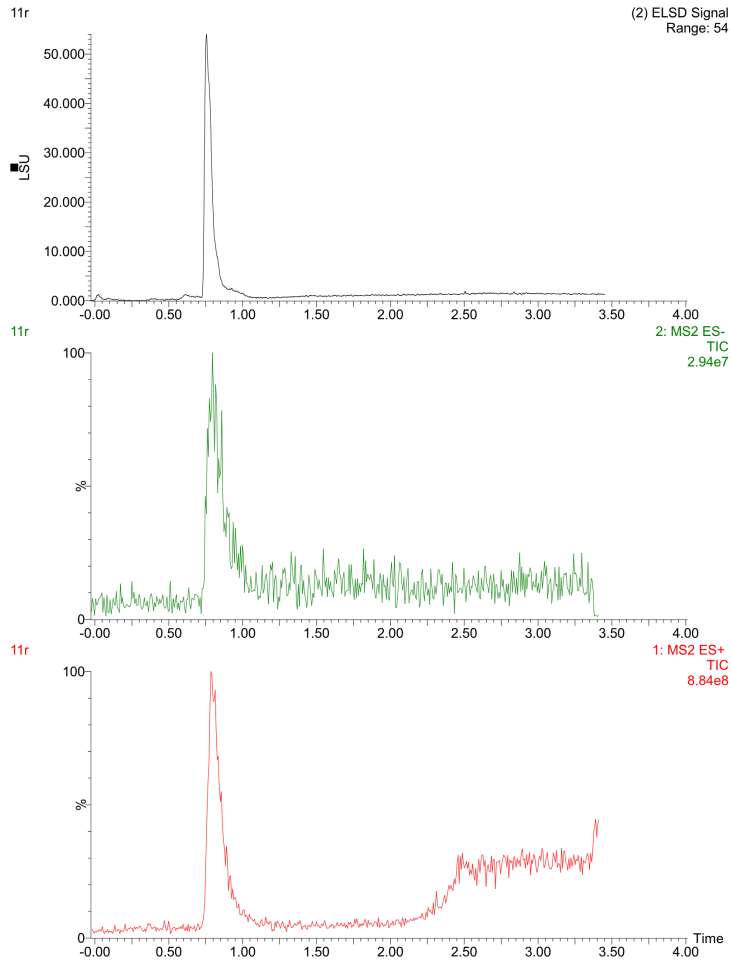 11r
(2) ELSD Signal
Range: 54
LSU
50.000
40.000
30.000
20.000
10.000
0.000
-0.00 0.50 1.00 1.50 2.00 2.50 3.00 3.50 4.00
11r
2: MS2 ES-
TIC
2.94e7
100
%
0
-0.00 0.50 1.00 1.50 2.00 2.50 3.00 3.50 4.00
11r
1: MS2 ES+
TIC
8.84e8
100
%
0
Time
-0.00 0.50 1.00 1.50 2.00 2.50 3.00 3.50 4.00